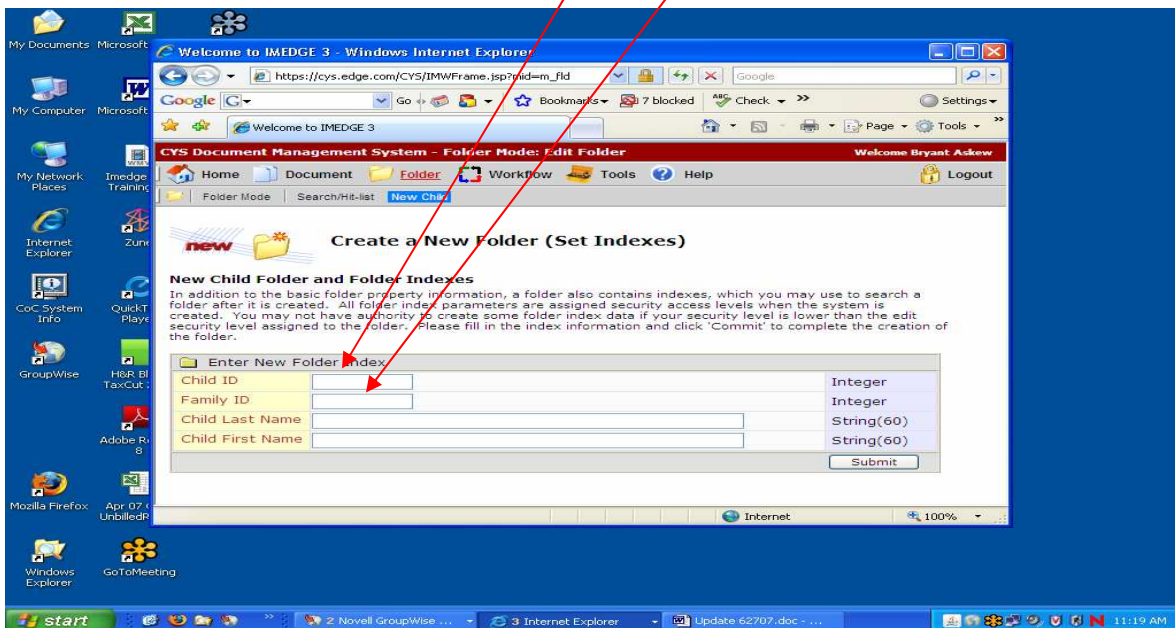 My Documents
Microsoft
My Computer
Microsoft
My Network Places
Imedge Training
Internet Explorer
Zune
CoC System Info
QuickT Playe
GroupWise
H&R Bl TaxCut
Adobe R 8
Mozilla Firefox
Apr 07 UnbilledR
Windows Explorer
GoToMeeting
Welcome to IMEDGE 3 - Windows Internet Explorer
https://cys.edge.com/CYS/IMWFrame.jsp?mid=m_fld
Google
Google G Go Bookmarks 7 blocked ABC Check » Settings
Welcome to IMEDGE 3 Page Tools »
CYS Document Management System - Folder Mode: Edit Folder Welcome Bryant Askew
Home Document Folder Workflow Tools Help Logout
Folder Mode | Search/Hit-list New Child
new Create a New Folder (Set Indexes)
New Child Folder and Folder Indexes
In addition to the basic folder property information, a folder also contains indexes, which you may use to search a
folder after it is created. All folder index parameters are assigned security access levels when the system is
created. You may not have authority to create some folder index data if your security level is lower than the edit
security level assigned to the folder. Please fill in the index information and click 'Commit' to complete the creation of
the folder.
Enter New Folder Index
Child ID Integer
Family ID Integer
Child Last Name String(60)
Child First Name String(60)
Submit
Internet 100%
start » 2 Novell GroupWise ... 3 Internet Explorer Update 62707.doc - ... 11:19 AM